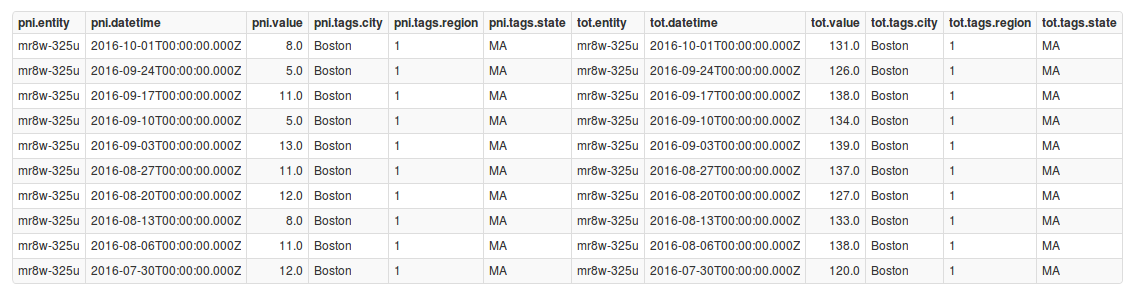 pni.entity pni.datetime pni.value pni.tags.city pni.tags.region pni.tags.state tot.entity tot.datetime tot.value tot.tags.city tot.tags.region tot.tags.state
mr8w-325u 2016-10-01T00:00:00.000Z 8.0 Boston 1 MA mr8w-325u 2016-10-01T00:00:00.000Z 131.0 Boston 1 MA
mr8w-325u 2016-09-24T00:00:00.000Z 5.0 Boston 1 MA mr8w-325u 2016-09-24T00:00:00.000Z 126.0 Boston 1 MA
mr8w-325u 2016-09-17T00:00:00.000Z 11.0 Boston 1 MA mr8w-325u 2016-09-17T00:00:00.000Z 138.0 Boston 1 MA
mr8w-325u 2016-09-10T00:00:00.000Z 5.0 Boston 1 MA mr8w-325u 2016-09-10T00:00:00.000Z 134.0 Boston 1 MA
mr8w-325u 2016-09-03T00:00:00.000Z 13.0 Boston 1 MA mr8w-325u 2016-09-03T00:00:00.000Z 139.0 Boston 1 MA
mr8w-325u 2016-08-27T00:00:00.000Z 11.0 Boston 1 MA mr8w-325u 2016-08-27T00:00:00.000Z 137.0 Boston 1 MA
mr8w-325u 2016-08-20T00:00:00.000Z 12.0 Boston 1 MA mr8w-325u 2016-08-20T00:00:00.000Z 127.0 Boston 1 MA
mr8w-325u 2016-08-13T00:00:00.000Z 8.0 Boston 1 MA mr8w-325u 2016-08-13T00:00:00.000Z 133.0 Boston 1 MA
mr8w-325u 2016-08-06T00:00:00.000Z 11.0 Boston 1 MA mr8w-325u 2016-08-06T00:00:00.000Z 138.0 Boston 1 MA
mr8w-325u 2016-07-30T00:00:00.000Z 12.0 Boston 1 MA mr8w-325u 2016-07-30T00:00:00.000Z 120.0 Boston 1 MA